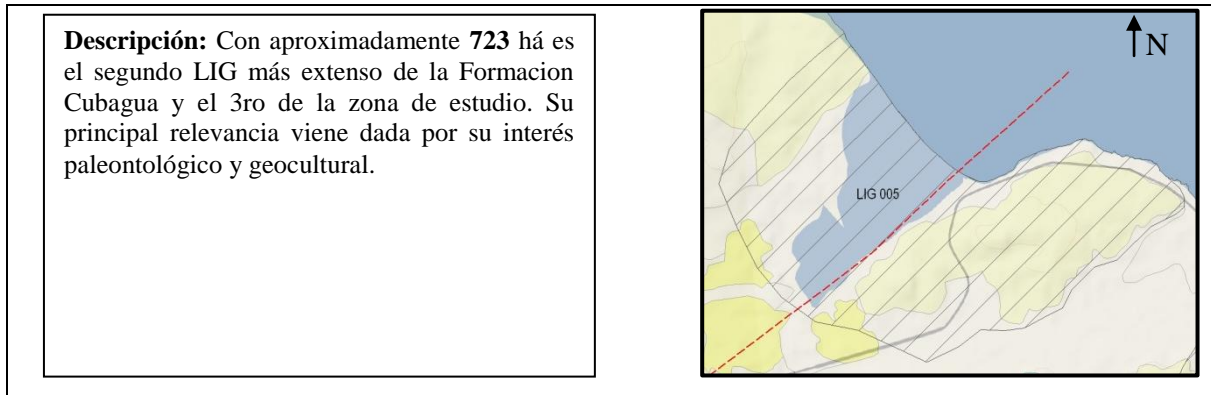 Descripción: Con aproximadamente 723 há es
el segundo LIG más extenso de la Formacion
Cubagua y el 3ro de la zona de estudio. Su
principal relevancia viene dada por su interés
paleontológico y geocultural.
N
LIG 005